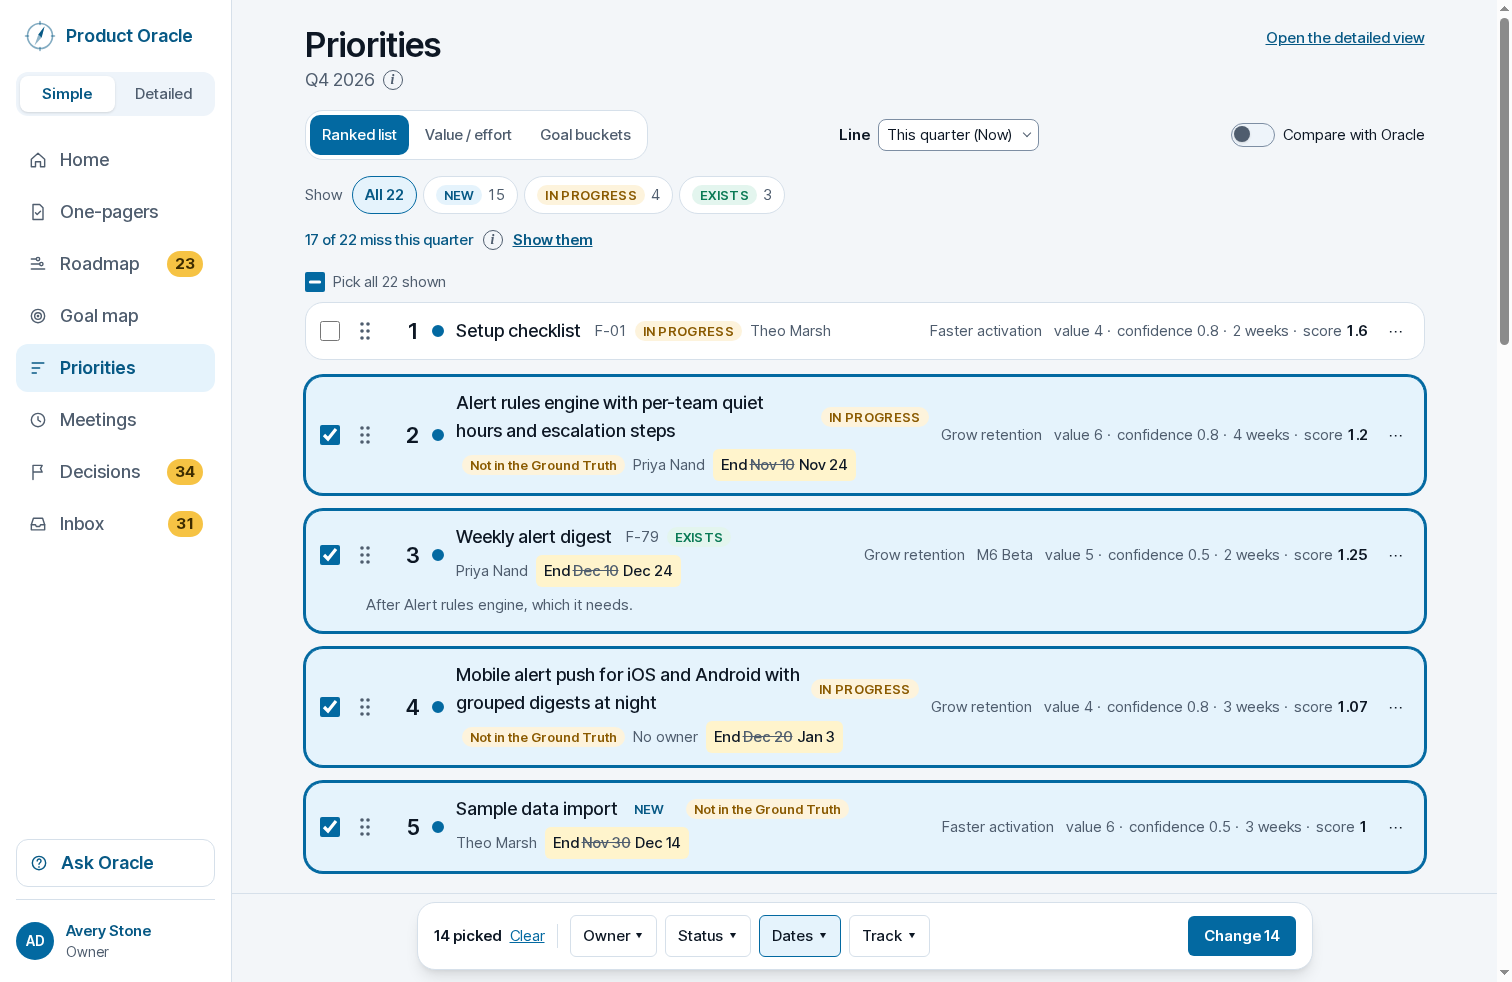 Product Oracle
Simple Detailed
Home
One-pagers
Roadmap 23
Goal map
Priorities
Meetings
Decisions 34
Inbox 31
Ask Oracle
AD Avery Stone
Owner
Priorities
Open the detailed view
Q4 2026 i
Ranked list Value / effort Goal buckets
Line This quarter (Now)
Compare with Oracle
Show All 22 NEW 15 IN PROGRESS 4 EXISTS 3
17 of 22 miss this quarter i Show them
Pick all 22 shown
1 Setup checklist F-01 IN PROGRESS Theo Marsh Faster activation value 4 · confidence 0.8 · 2 weeks · score 1.6 ...
Alert rules engine with per-team quiet
hours and escalation steps
IN PROGRESS
2 Grow retention value 6 · confidence 0.8 · 4 weeks · score 1.2 ...
Not in the Ground Truth Priya Nand End Nov 10 Nov 24
Weekly alert digest F-79 EXISTS
3 Grow retention M6 Beta value 5 · confidence 0.5 · 2 weeks · score 1.25 ...
Priya Nand End Dec 10 Dec 24
After Alert rules engine, which it needs.
Mobile alert push for iOS and Android with
grouped digests at night
IN PROGRESS
4 Grow retention value 4 · confidence 0.8 · 3 weeks · score 1.07 ...
Not in the Ground Truth No owner End Dec 20 Jan 3
Sample data import NEW Not in the Ground Truth
5 Faster activation value 6 · confidence 0.5 · 3 weeks · score 1 ...
Theo Marsh End Nov 30 Dec 14
14 picked Clear Owner Status Dates Track Change 14